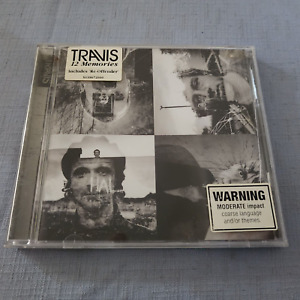 TRAVIS
12 Memories
Includes 'Re-Offender
WARNING
MODERATE impact
coarse language
and/or themes